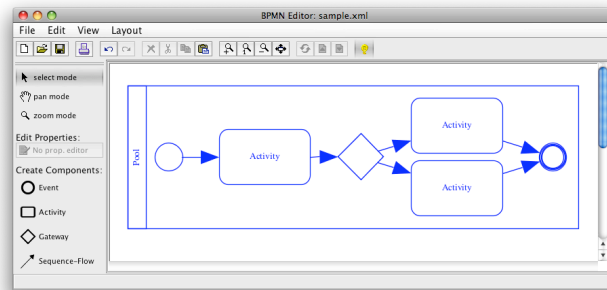 BPMN Editor: sample.xml
File Edit View Layout
select mode
pan mode
zoom mode
Edit Properties:
No prop. editor
Create Components:
Event
Activity
Gateway
Sequence-Flow
Pool
Activity
Activity
Activity